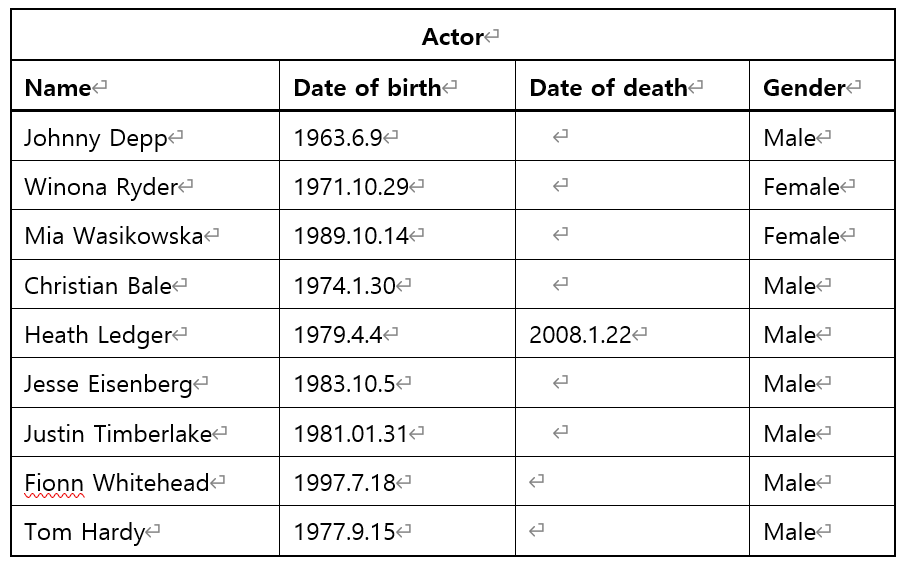 Actor
Name Date of birth Date of death Gender
Johnny Depp 1963.6.9 Male
Winona Ryder 1971.10.29 Female
Mia Wasikowska 1989.10.14 Female
Christian Bale 1974.1.30 Male
Heath Ledger 1979.4.4 2008.1.22 Male
Jesse Eisenberg 1983.10.5 Male
Justin Timberlake 1981.01.31 Male
Fionn Whitehead 1997.7.18 Male
Tom Hardy 1977.9.15 Male